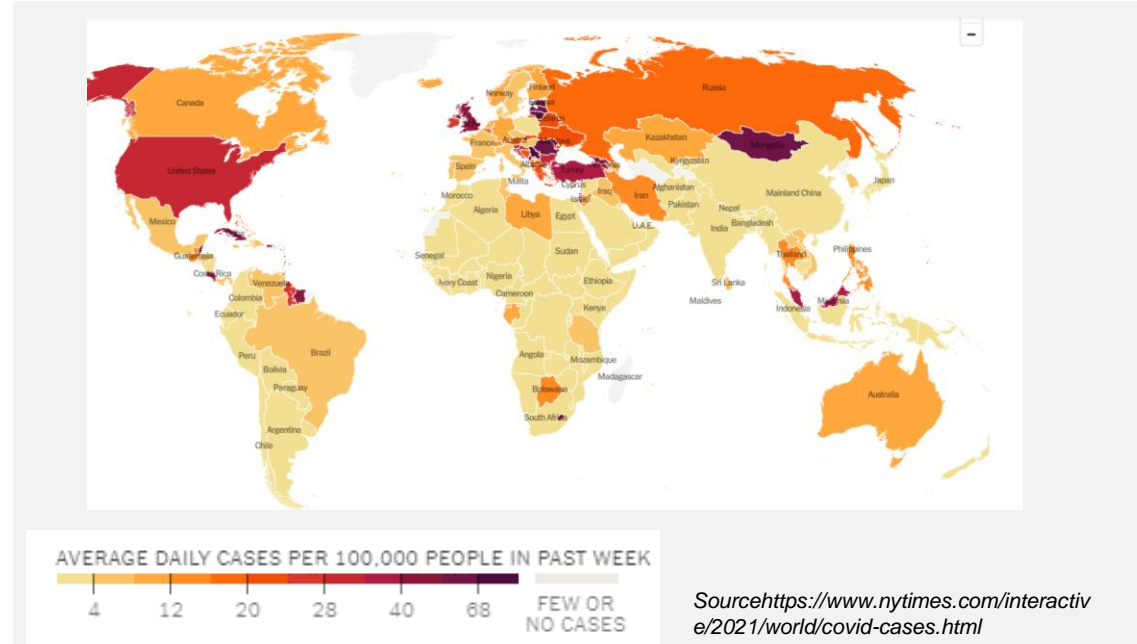 −
Canada
Norway
Finland
Russia
France
Kazakhstan
Mongolia
United States
Spain
Turkey
Kyrgyzstan
Japan
Malta
Cyprus
Afghanistan
Mainland China
Morocco
Israel
Iraq
Iran
Pakistan
Nepal
Algeria
Libya
Egypt
U.A.E.
India
Bangladesh
Mexico
Guatemala
Senegal
Sudan
Thailand
Philippines
Costa Rica
Venezuela
Ivory Coast
Nigeria
Ethiopia
Sri Lanka
Colombia
Cameroon
Maldives
Malaysia
Ecuador
Kenya
Indonesia
Peru
Brazil
Angola
Mozambique
Bolivia
Madagascar
Paraguay
Botswana
Australia
Argentina
South Africa
Chile
AVERAGE DAILY CASES PER 100,000 PEOPLE IN PAST WEEK
4 12 20 28 40 68
FEW OR
NO CASES
Sourcehttps://www.nytimes.com/interactiv
e/2021/world/covid-cases.html